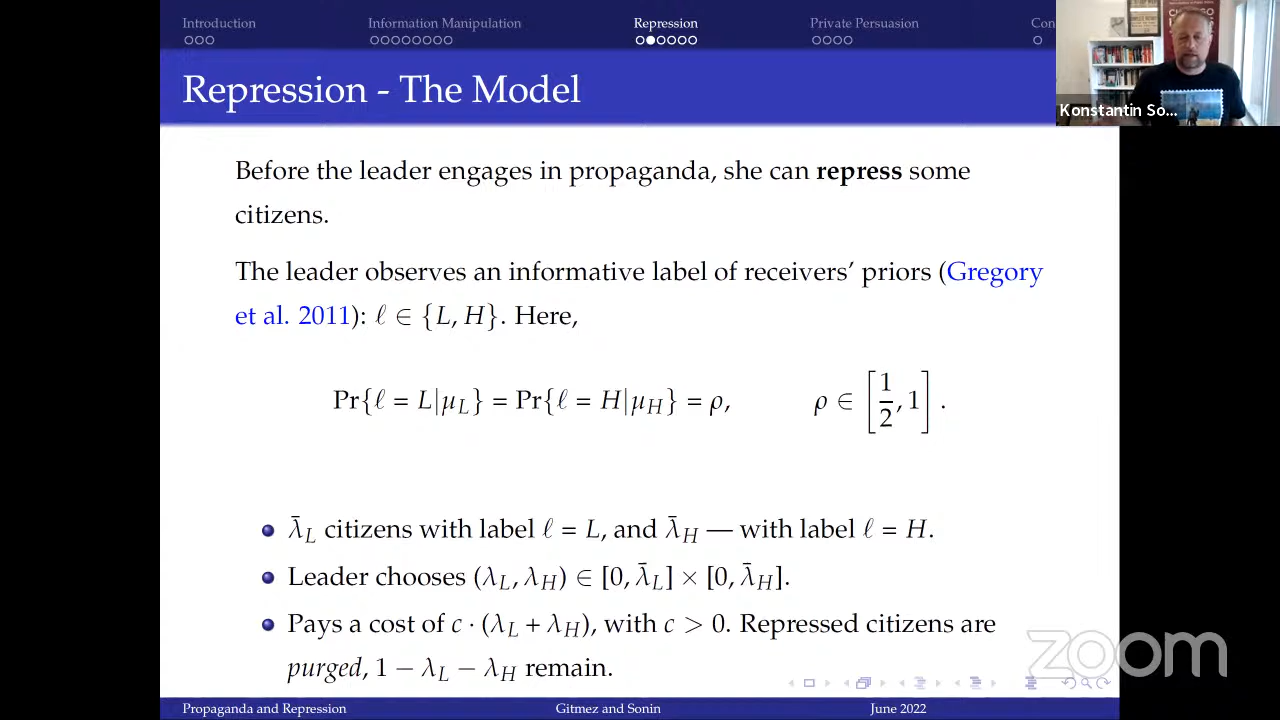 Introduction Information Manipulation Repression Private Persuasion Con
Repression - The Model
Konstantin So...
Before the leader engages in propaganda, she can repress some
citizens.
The leader observes an informative label of receivers' priors (Gregory
et al. 2011): ℓ ∈ {L, H}. Here,
Pr{ℓ = L|μ_L} = Pr{ℓ = H|μ_H} = ρ, ρ ∈ [1/2, 1].
λ̄_L citizens with label ℓ = L, and λ̄_H — with label ℓ = H.
Leader chooses (λ_L, λ_H) ∈ [0, λ̄_L] × [0, λ̄_H].
Pays a cost of c · (λ_L + λ_H), with c > 0. Repressed citizens are
purged, 1 − λ_L − λ_H remain.
zoom
Propaganda and Repression Gitmez and Sonin June 2022